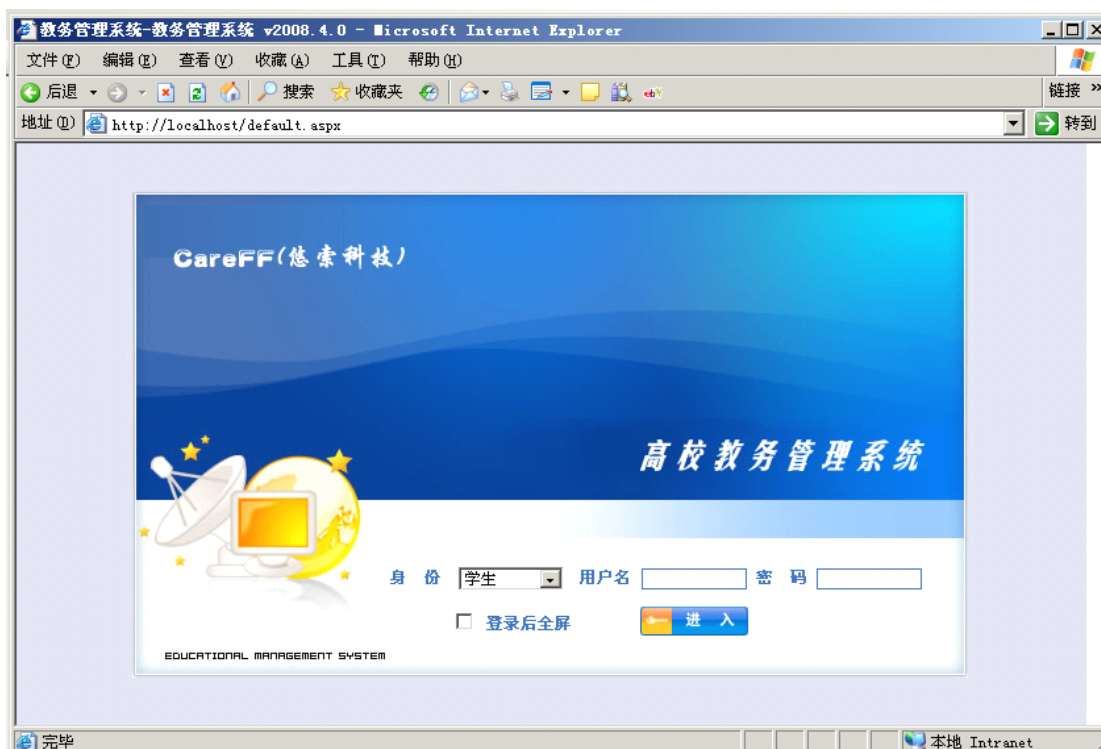 教务管理系统-教务管理系统 v2008.4.0 - Microsoft Internet Explorer
文件(F) 编辑(E) 查看(V) 收藏(A) 工具(T) 帮助(H)
后退 搜索 收藏夹 ebY 链接 »
地址(D) http://localhost/default.aspx 转到
CareFF(悠索科技)
高校教务管理系统
身 份 学生 用户名 密 码
登录后全屏 进 入
EDUCATIONAL MANAGEMENT SYSTEM
完毕 本地 Intranet